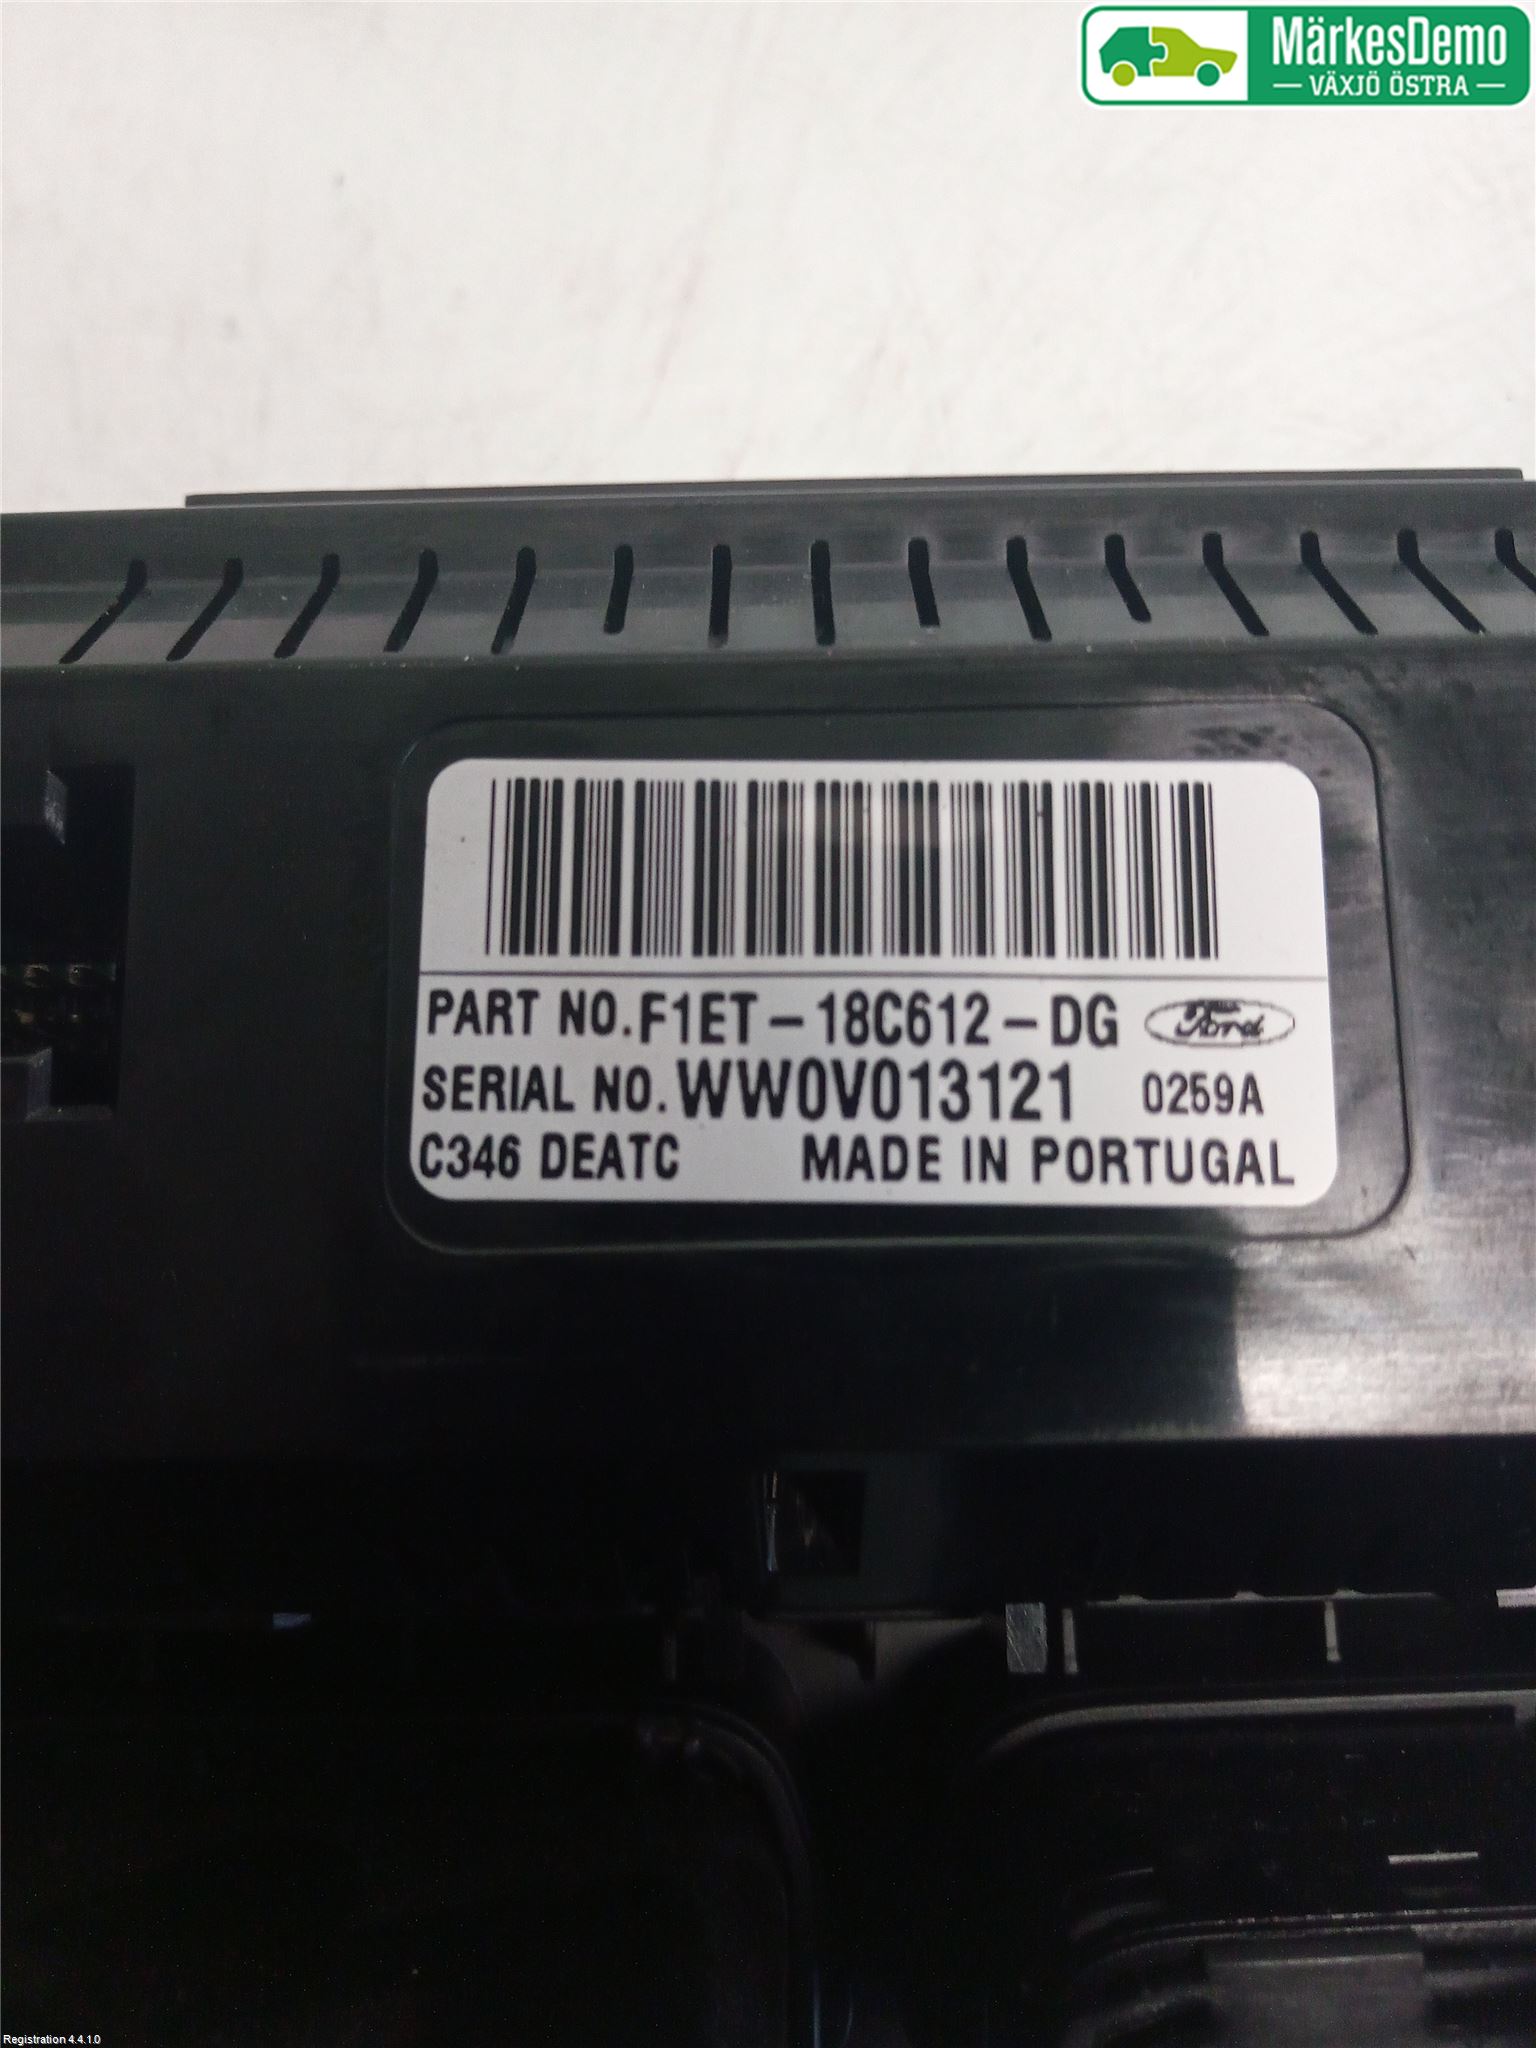 MärkesDemo
VÄXJÖ ÖSTRA
PART NO. F1ET-18C612-DG Ford
SERIAL NO. WW0V013121 0259A
C346 DEATC MADE IN PORTUGAL
Registration 4.4.1.0